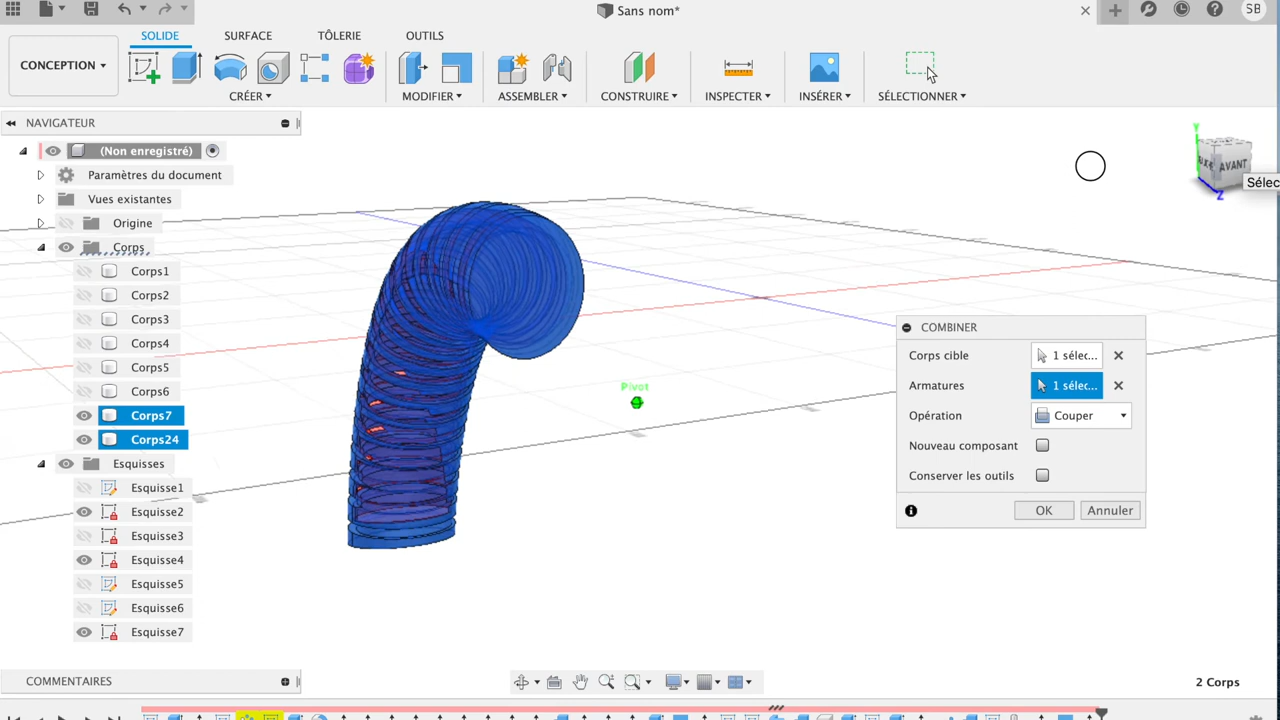 Sans nom*
SB
SOLIDE SURFACE TÔLERIE OUTILS
CONCEPTION
CRÉER MODIFIER ASSEMBLER CONSTRUIRE INSPECTER INSÉRER SÉLECTIONNER
NAVIGATEUR
(Non enregistré)
Paramètres du document
Vues existantes
Origine
Corps
Corps1
Corps2
Corps3
Corps4
Corps5
Corps6
Corps7
Corps24
Esquisses
Esquisse1
Esquisse2
Esquisse3
Esquisse4
Esquisse5
Esquisse6
Esquisse7
COMMENTAIRES
Y
AVANT
Z
Sélec
Pivot
COMBINER
Corps cible 1 sélec...
Armatures 1 sélec...
Opération Couper
Nouveau composant
Conserver les outils
OK Annuler
2 Corps